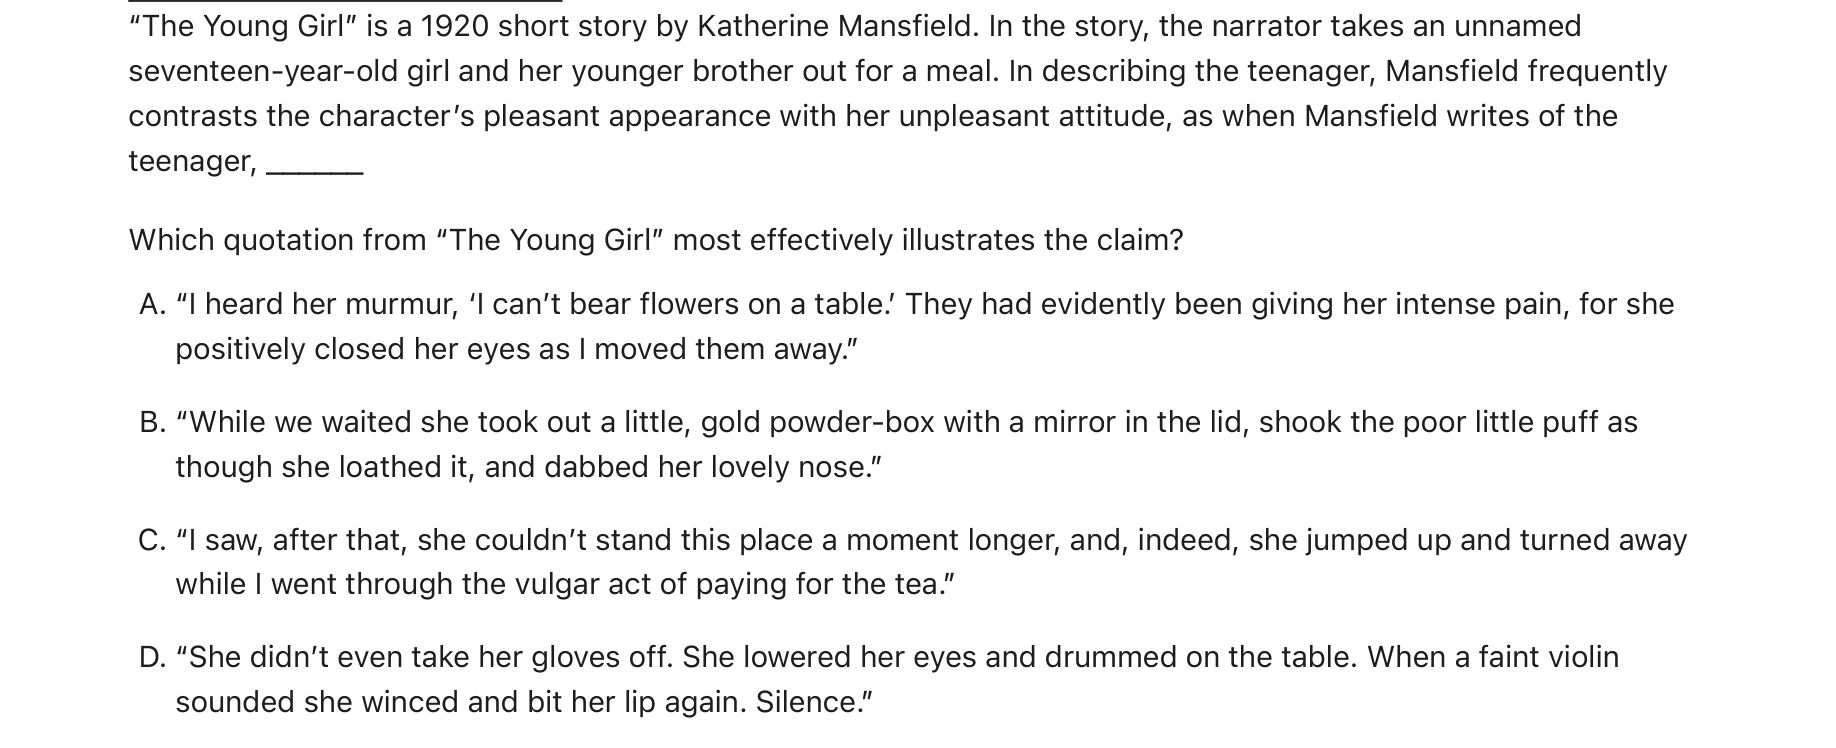 “The Young Girl” is a 1920 short story by Katherine Mansfield. In the story, the narrator takes an unnamed
seventeen-year-old girl and her younger brother out for a meal. In describing the teenager, Mansfield frequently
contrasts the character’s pleasant appearance with her unpleasant attitude, as when Mansfield writes of the
teenager, ______
Which quotation from “The Young Girl” most effectively illustrates the claim?
A. “I heard her murmur, ‘I can’t bear flowers on a table.’ They had evidently been giving her intense pain, for she
positively closed her eyes as I moved them away.”
B. “While we waited she took out a little, gold powder-box with a mirror in the lid, shook the poor little puff as
though she loathed it, and dabbed her lovely nose.”
C. “I saw, after that, she couldn’t stand this place a moment longer, and, indeed, she jumped up and turned away
while I went through the vulgar act of paying for the tea.”
D. “She didn’t even take her gloves off. She lowered her eyes and drummed on the table. When a faint violin
sounded she winced and bit her lip again. Silence.”